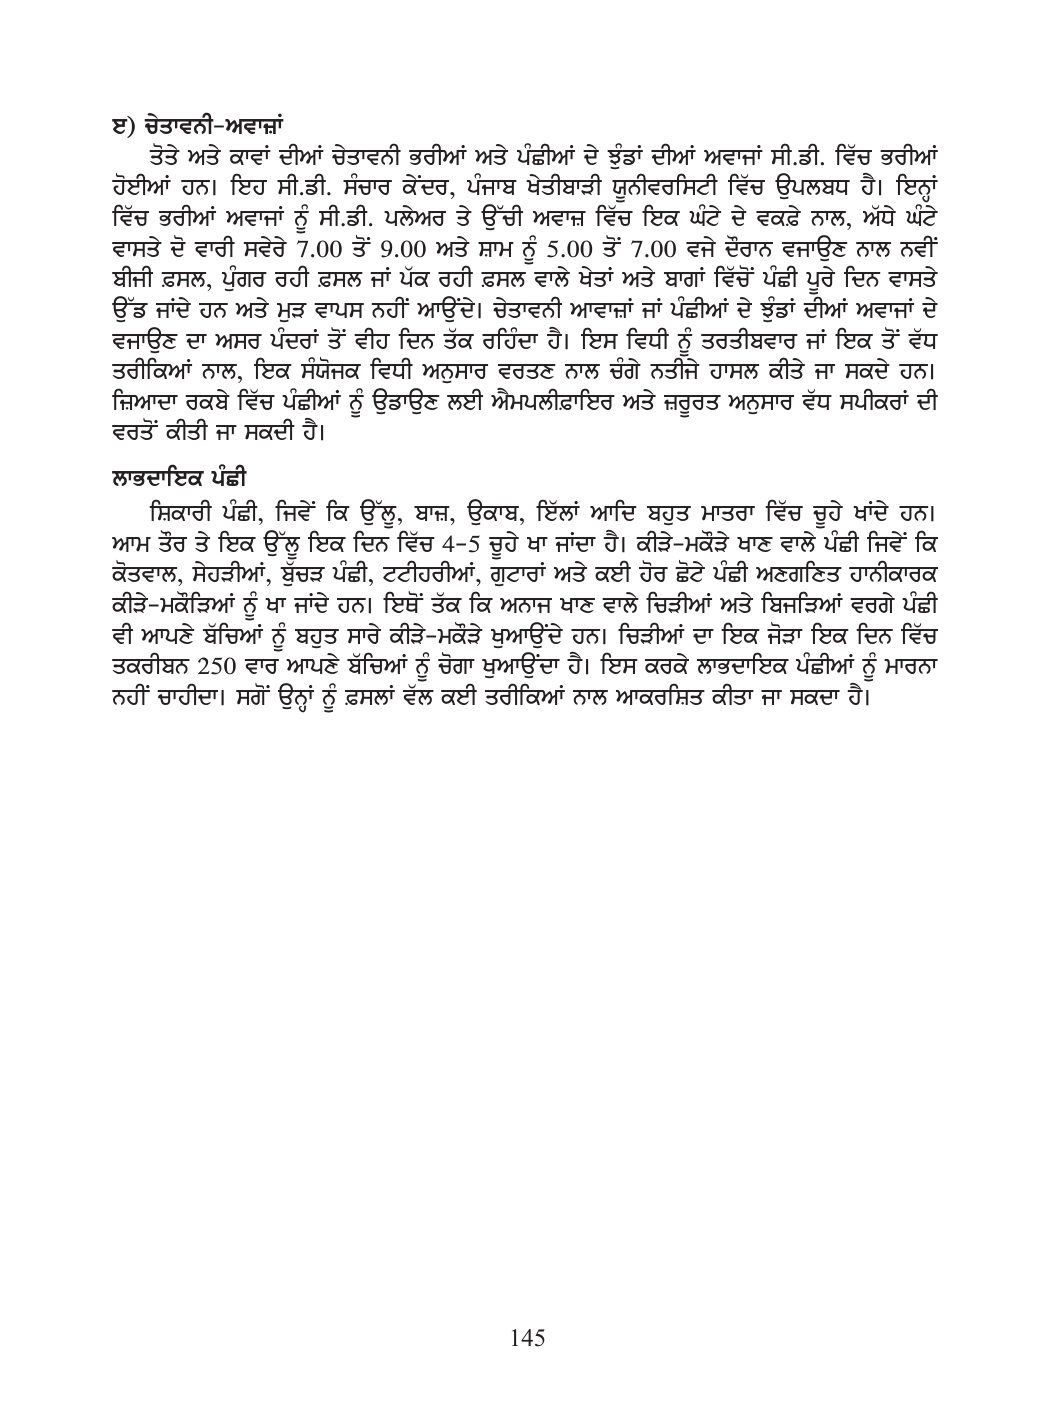 ੲ) ਚੇਤਾਵਨੀ-ਅਵਾਜ਼ਾਂ
ਤੋਤੇ ਅਤੇ ਕਾਵਾਂ ਦੀਆਂ ਚੇਤਾਵਨੀ ਭਰੀਆਂ ਅਤੇ ਪੰਛੀਆਂ ਦੇ ਝੁੰਡਾਂ ਦੀਆਂ ਅਵਾਜਾਂ ਸੀ.ਡੀ. ਵਿੱਚ ਭਰੀਆਂ
ਹੋਈਆਂ ਹਨ। ਇਹ ਸੀ.ਡੀ. ਸੰਚਾਰ ਕੇਂਦਰ, ਪੰਜਾਬ ਖੇਤੀਬਾੜੀ ਯੂਨੀਵਰਸਿਟੀ ਵਿੱਚ ਉਪਲਬਧ ਹੈ। ਇਨ੍ਹਾਂ
ਵਿੱਚ ਭਰੀਆਂ ਅਵਾਜਾਂ ਨੂੰ ਸੀ.ਡੀ. ਪਲੇਅਰ ਤੇ ਉੱਚੀ ਅਵਾਜ਼ ਵਿੱਚ ਇਕ ਘੰਟੇ ਦੇ ਵਕਫ਼ੇ ਨਾਲ, ਅੱਧੇ ਘੰਟੇ
ਵਾਸਤੇ ਦੋ ਵਾਰੀ ਸਵੇਰੇ 7.00 ਤੋਂ 9.00 ਅਤੇ ਸ਼ਾਮ ਨੂੰ 5.00 ਤੋਂ 7.00 ਵਜੇ ਦੌਰਾਨ ਵਜਾਉਣ ਨਾਲ ਨਵੀਂ
ਬੀਜੀ ਫ਼ਸਲ, ਪੁੰਗਰ ਰਹੀ ਫ਼ਸਲ ਜਾਂ ਪੱਕ ਰਹੀ ਫ਼ਸਲ ਵਾਲੇ ਖੇਤਾਂ ਅਤੇ ਬਾਗਾਂ ਵਿੱਚੋਂ ਪੰਛੀ ਪੂਰੇ ਦਿਨ ਵਾਸਤੇ
ਉੱਡ ਜਾਂਦੇ ਹਨ ਅਤੇ ਮੁੜ ਵਾਪਸ ਨਹੀਂ ਆਉਂਦੇ। ਚੇਤਾਵਨੀ ਆਵਾਜ਼ਾਂ ਜਾਂ ਪੰਛੀਆਂ ਦੇ ਝੁੰਡਾਂ ਦੀਆਂ ਅਵਾਜਾਂ ਦੇ
ਵਜਾਉਣ ਦਾ ਅਸਰ ਪੰਦਰਾਂ ਤੋਂ ਵੀਹ ਦਿਨ ਤੱਕ ਰਹਿੰਦਾ ਹੈ। ਇਸ ਵਿਧੀ ਨੂੰ ਤਰਤੀਬਵਾਰ ਜਾਂ ਇਕ ਤੋਂ ਵੱਧ
ਤਰੀਕਿਆਂ ਨਾਲ, ਇਕ ਸੰਯੋਜਕ ਵਿਧੀ ਅਨੁਸਾਰ ਵਰਤਣ ਨਾਲ ਚੰਗੇ ਨਤੀਜੇ ਹਾਸਲ ਕੀਤੇ ਜਾ ਸਕਦੇ ਹਨ।
ਜ਼ਿਆਦਾ ਰਕਬੇ ਵਿੱਚ ਪੰਛੀਆਂ ਨੂੰ ਉਡਾਉਣ ਲਈ ਐਮਪਲੀਫ਼ਾਇਰ ਅਤੇ ਜ਼ਰੂਰਤ ਅਨੁਸਾਰ ਵੱਧ ਸਪੀਕਰਾਂ ਦੀ
ਵਰਤੋਂ ਕੀਤੀ ਜਾ ਸਕਦੀ ਹੈ।
ਲਾਭਦਾਇਕ ਪੰਛੀ
ਸ਼ਿਕਾਰੀ ਪੰਛੀ, ਜਿਵੇਂ ਕਿ ਉੱਲੂ, ਬਾਜ਼, ਉਕਾਬ, ਇੱਲਾਂ ਆਦਿ ਬਹੁਤ ਮਾਤਰਾ ਵਿੱਚ ਚੂਹੇ ਖਾਂਦੇ ਹਨ।
ਆਮ ਤੌਰ ਤੇ ਇਕ ਉੱਲੂ ਇਕ ਦਿਨ ਵਿੱਚ 4-5 ਚੂਹੇ ਖਾ ਜਾਂਦਾ ਹੈ। ਕੀੜੇ-ਮਕੌੜੇ ਖਾਣ ਵਾਲੇ ਪੰਛੀ ਜਿਵੇਂ ਕਿ
ਕੋਤਵਾਲ, ਸੇਹੜੀਆਂ, ਬੁੱਚੜ ਪੰਛੀ, ਟਟੀਹਰੀਆਂ, ਗੁਟਾਰਾਂ ਅਤੇ ਕਈ ਹੋਰ ਛੋਟੇ ਪੰਛੀ ਅਣਗਣਿਤ ਹਾਨੀਕਾਰਕ
ਕੀੜੇ-ਮਕੌੜਿਆਂ ਨੂੰ ਖਾ ਜਾਂਦੇ ਹਨ। ਇਥੋਂ ਤੱਕ ਕਿ ਅਨਾਜ ਖਾਣ ਵਾਲੇ ਚਿੜੀਆਂ ਅਤੇ ਬਿਜੜਿਆਂ ਵਰਗੇ ਪੰਛੀ
ਵੀ ਆਪਣੇ ਬੱਚਿਆਂ ਨੂੰ ਬਹੁਤ ਸਾਰੇ ਕੀੜੇ-ਮਕੌੜੇ ਖੁਆਉਂਦੇ ਹਨ। ਚਿੜੀਆਂ ਦਾ ਇਕ ਜੋੜਾ ਇਕ ਦਿਨ ਵਿੱਚ
ਤਕਰੀਬਨ 250 ਵਾਰ ਆਪਣੇ ਬੱਚਿਆਂ ਨੂੰ ਚੋਗਾ ਖੁਆਉਂਦਾ ਹੈ। ਇਸ ਕਰਕੇ ਲਾਭਦਾਇਕ ਪੰਛੀਆਂ ਨੂੰ ਮਾਰਨਾ
ਨਹੀਂ ਚਾਹੀਦਾ। ਸਗੋਂ ਉਨ੍ਹਾਂ ਨੂੰ ਫ਼ਸਲਾਂ ਵੱਲ ਕਈ ਤਰੀਕਿਆਂ ਨਾਲ ਆਕਰਸ਼ਿਤ ਕੀਤਾ ਜਾ ਸਕਦਾ ਹੈ।
145